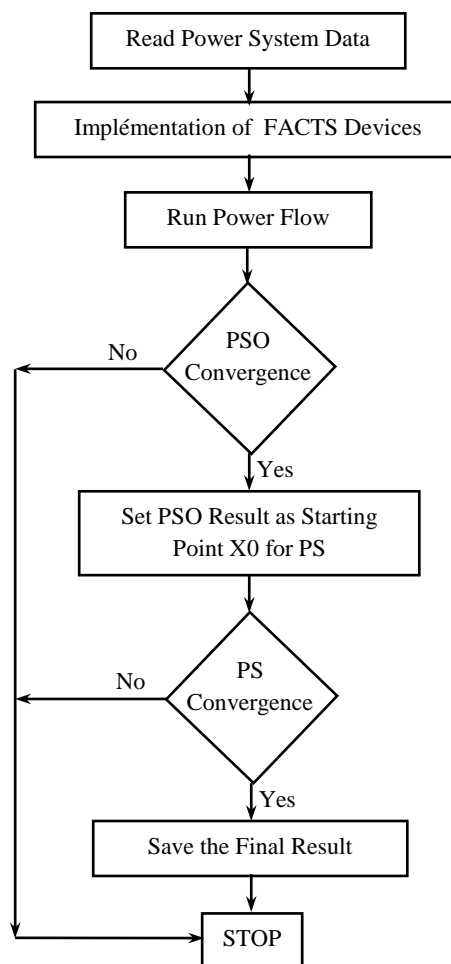 Read Power System Data
Implémentation of FACTS Devices
Run Power Flow
PSO
Convergence
No
Yes
Set PSO Result as Starting
Point X0 for PS
PS
Convergence
No
Yes
Save the Final Result
STOP